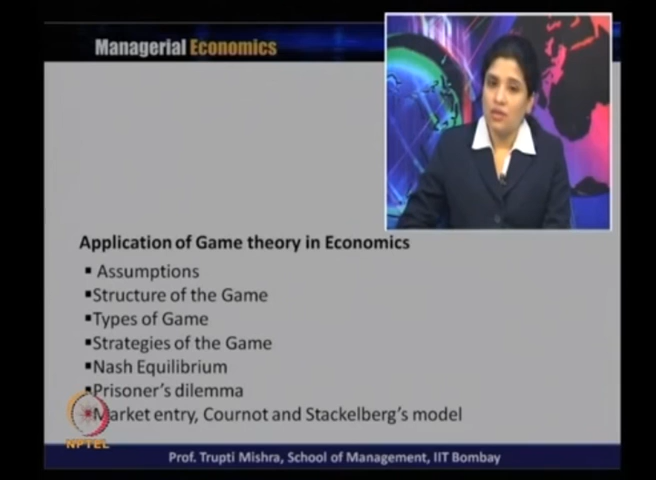 Managerial Economics
Application of Game theory in Economics
▪ Assumptions
▪Structure of the Game
▪Types of Game
▪Strategies of the Game
▪Nash Equilibrium
▪Prisoner's dilemma
▪Market entry, Cournot and Stackelberg's model
NPTEL
Prof. Trupti Mishra, School of Management, IIT Bombay